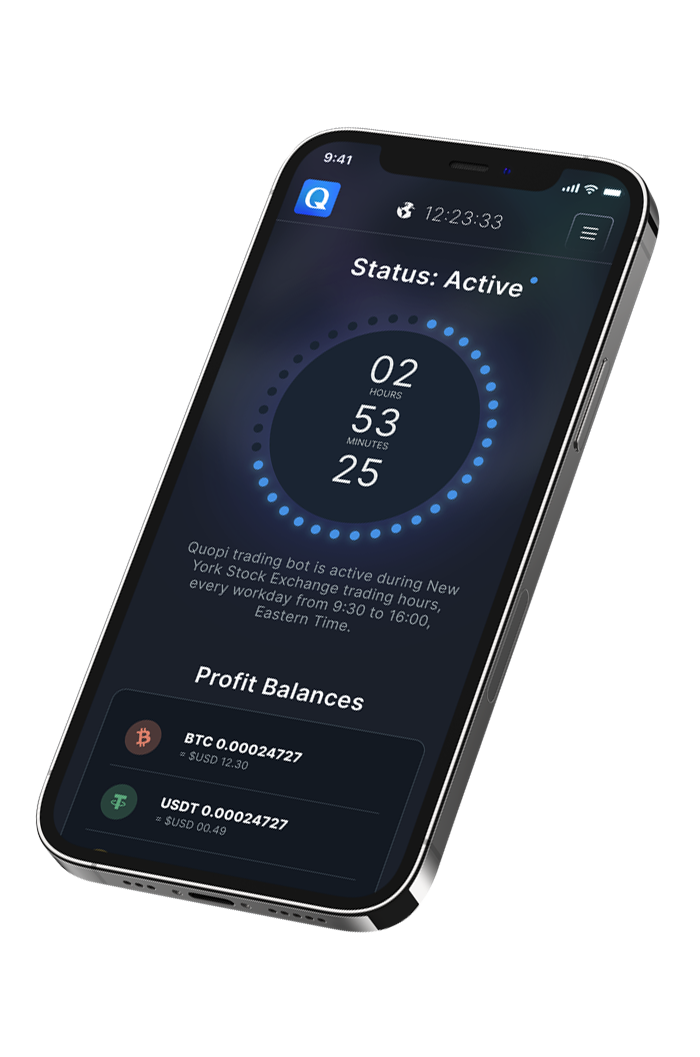 9:41
Q
12:23:33
Status: Active
02
HOURS
53
MINUTES
25
Quopi trading bot is active during New
York Stock Exchange trading hours,
every workday from 9:30 to 16:00,
Eastern Time.
Profit Balances
BTC 0.00024727
≈ $USD 12.30
USDT 0.00024727
≈ $USD 00.49